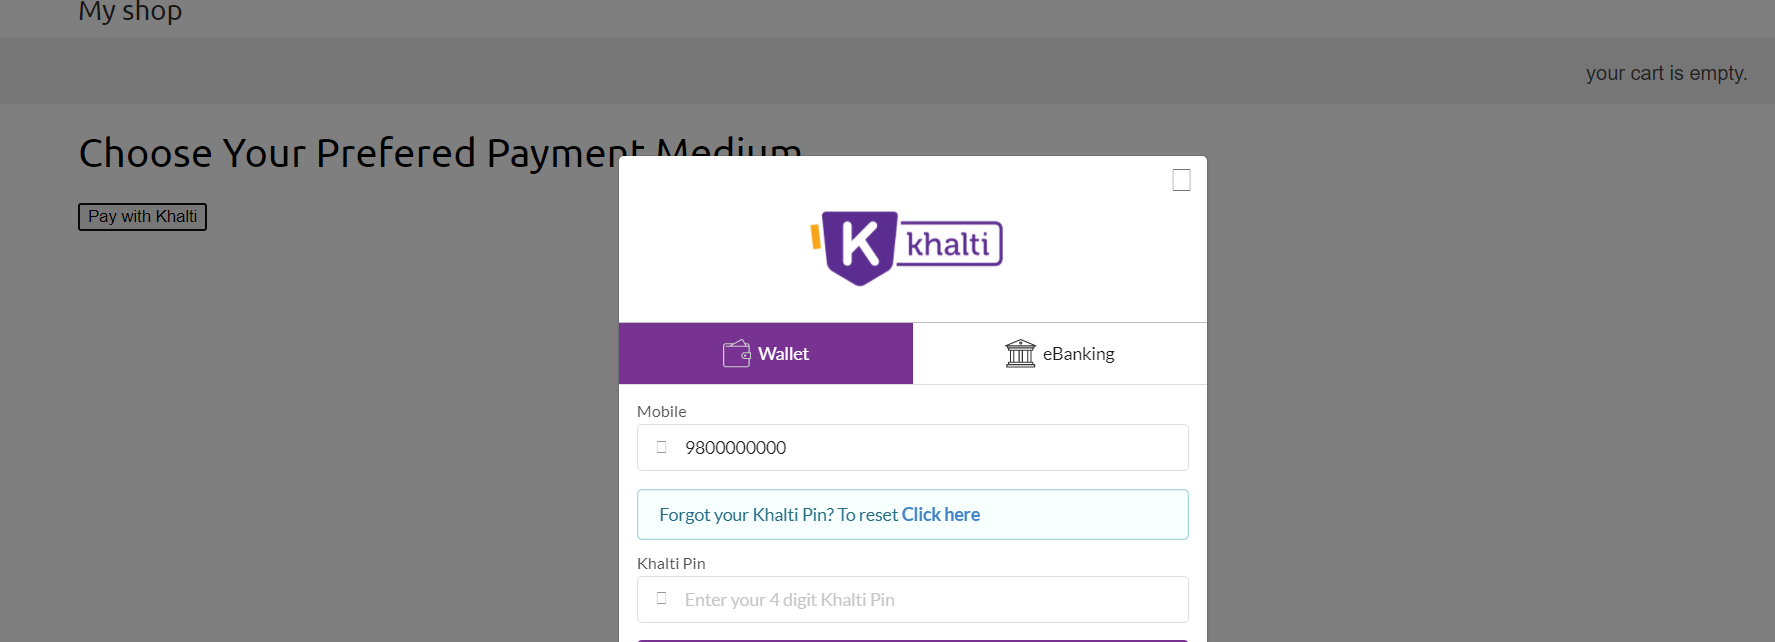 My shop
your cart is empty.
Choose Your Prefered Payment Medium
Pay with Khalti
K khalti
Wallet
eBanking
Mobile
9800000000
Forgot your Khalti Pin? To reset Click here
Khalti Pin
Enter your 4 digit Khalti Pin